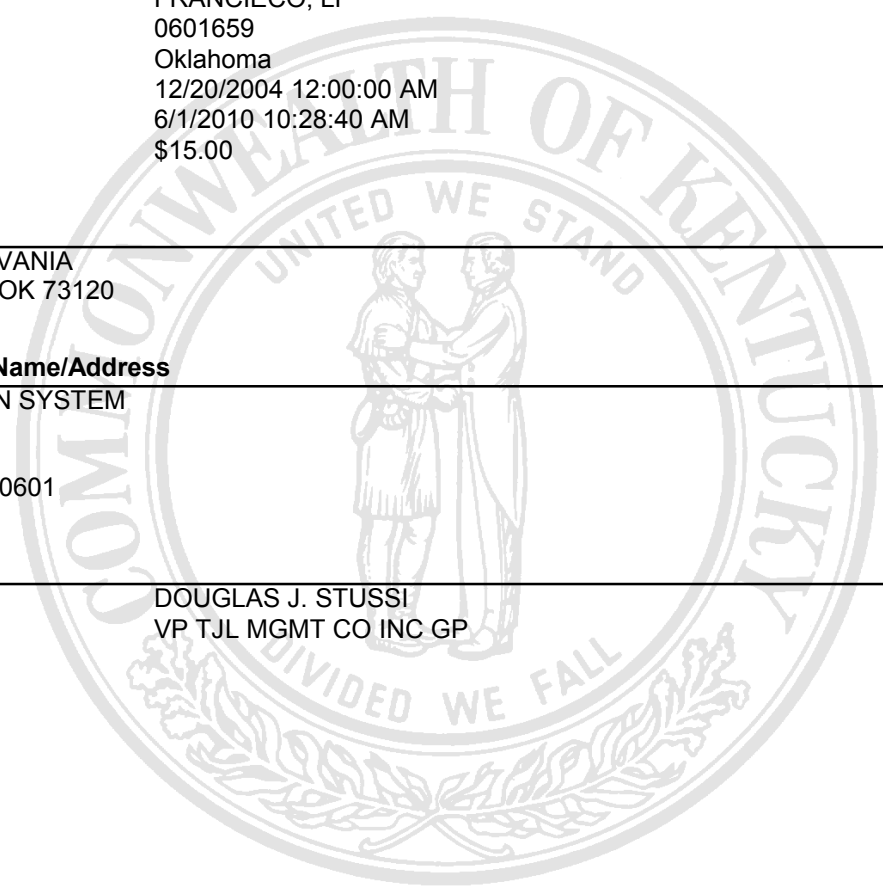 0601659
Oklahoma
12/20/2004 12:00:00 AM
6/1/2010 10:28:40 AM
$15.00
COMMONWEALTH OF KENTUCKY
UNITED WE STAND
VANIA
OK 73120
Name/Address
N SYSTEM
0601
DOUGLAS J. STUSSI
VP TJL MGMT CO INC GP
DIVIDED WE FALL